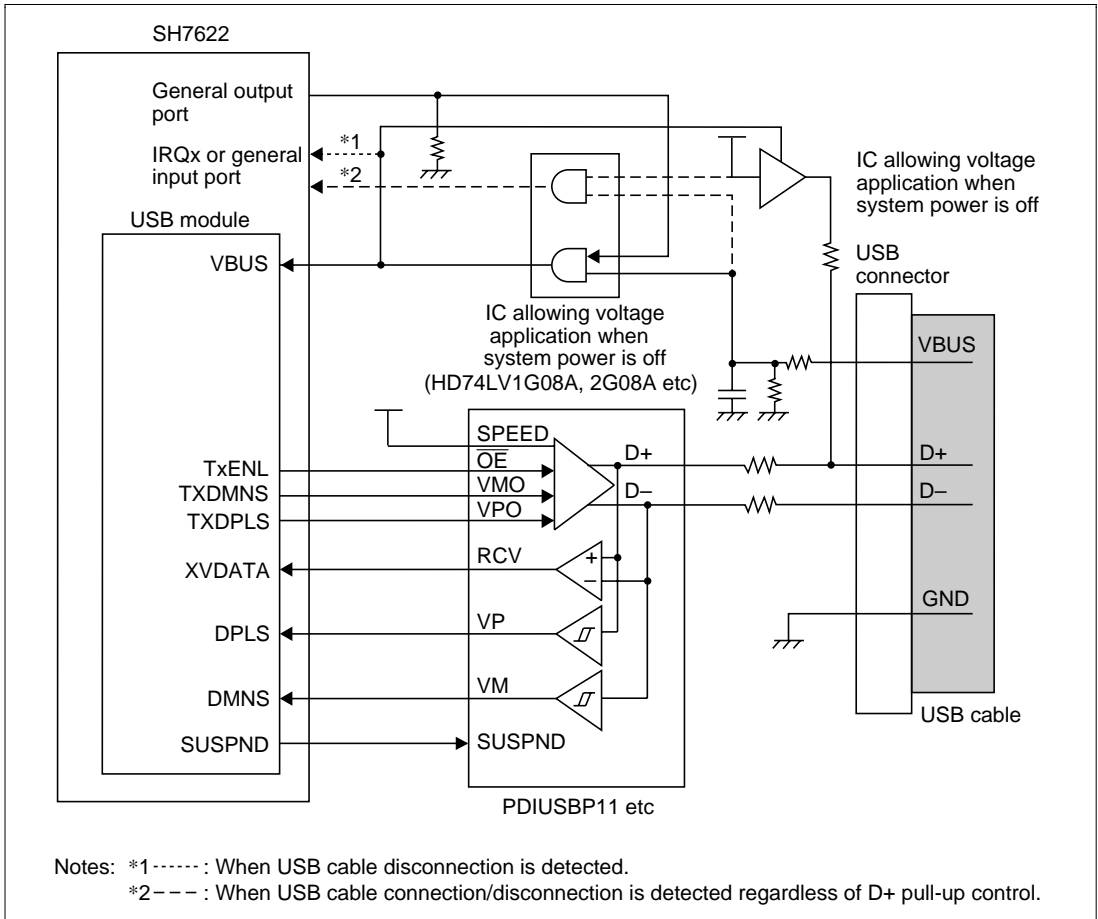 SH7622
General output
port
*1
IRQx or general
input port
*2
IC allowing voltage
application when
system power is off
USB module
USB
connector
VBUS
IC allowing voltage
application when
system power is off
(HD74LV1G08A, 2G08A etc)
VBUS
SPEED
TxENL
OE
D+
D+
TXDMNS
VMO
D–
D–
TXDPLS
VPO
XVDATA
RCV
+
–
GND
DPLS
VP
DMNS
VM
USB cable
SUSPND
SUSPND
PDIUSBP11 etc
Notes: *1 ------ : When USB cable disconnection is detected.
*2 – – – : When USB cable connection/disconnection is detected regardless of D+ pull-up control.